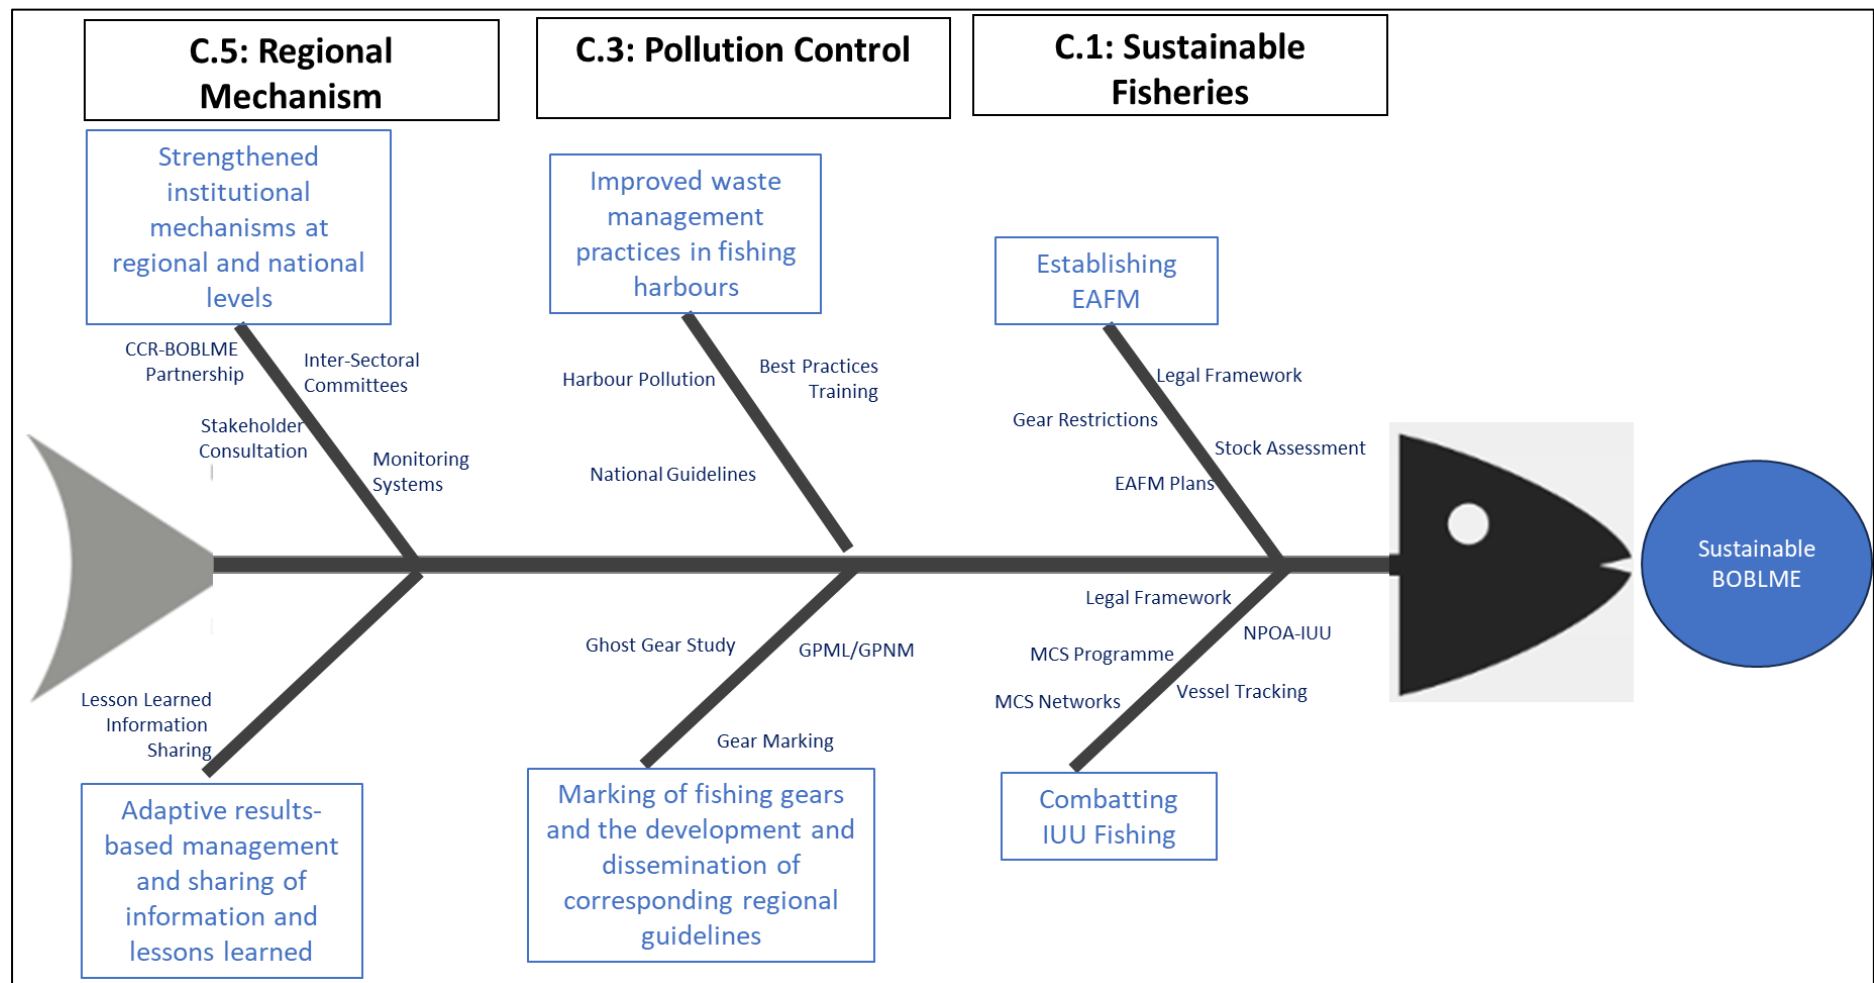 C.5: Regional
Mechanism
C.3: Pollution Control
C.1: Sustainable
Fisheries
Strengthened
institutional
mechanisms at
regional and national
levels
Improved waste
management
practices in fishing
harbours
Establishing
EAFM
CCR-BOBLME
Partnership
Inter-Sectoral
Committees
Stakeholder
Consultation
Monitoring
Systems
Harbour Pollution
Best Practices
Training
National Guidelines
Legal Framework
Gear Restrictions
Stock Assessment
EAFM Plans
Sustainable
BOBLME
Lesson Learned
Information
Sharing
Ghost Gear Study
GPML/GPNM
Gear Marking
Legal Framework
NPOA-IUU
MCS Programme
Vessel Tracking
MCS Networks
Adaptive results-
based management
and sharing of
information and
lessons learned
Marking of fishing gears
and the development and
dissemination of
corresponding regional
guidelines
Combatting
IUU Fishing